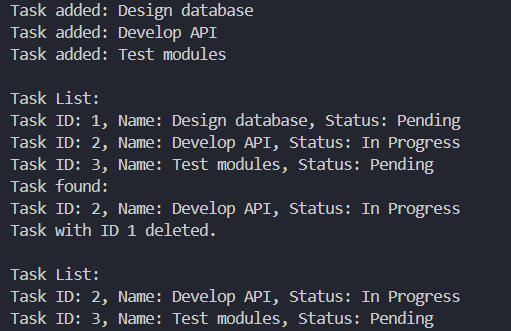 Task added: Design database
Task added: Develop API
Task added: Test modules
Task List:
Task ID: 1, Name: Design database, Status: Pending
Task ID: 2, Name: Develop API, Status: In Progress
Task ID: 3, Name: Test modules, Status: Pending
Task found:
Task ID: 2, Name: Develop API, Status: In Progress
Task with ID 1 deleted.
Task List:
Task ID: 2, Name: Develop API, Status: In Progress
Task ID: 3, Name: Test modules, Status: Pending